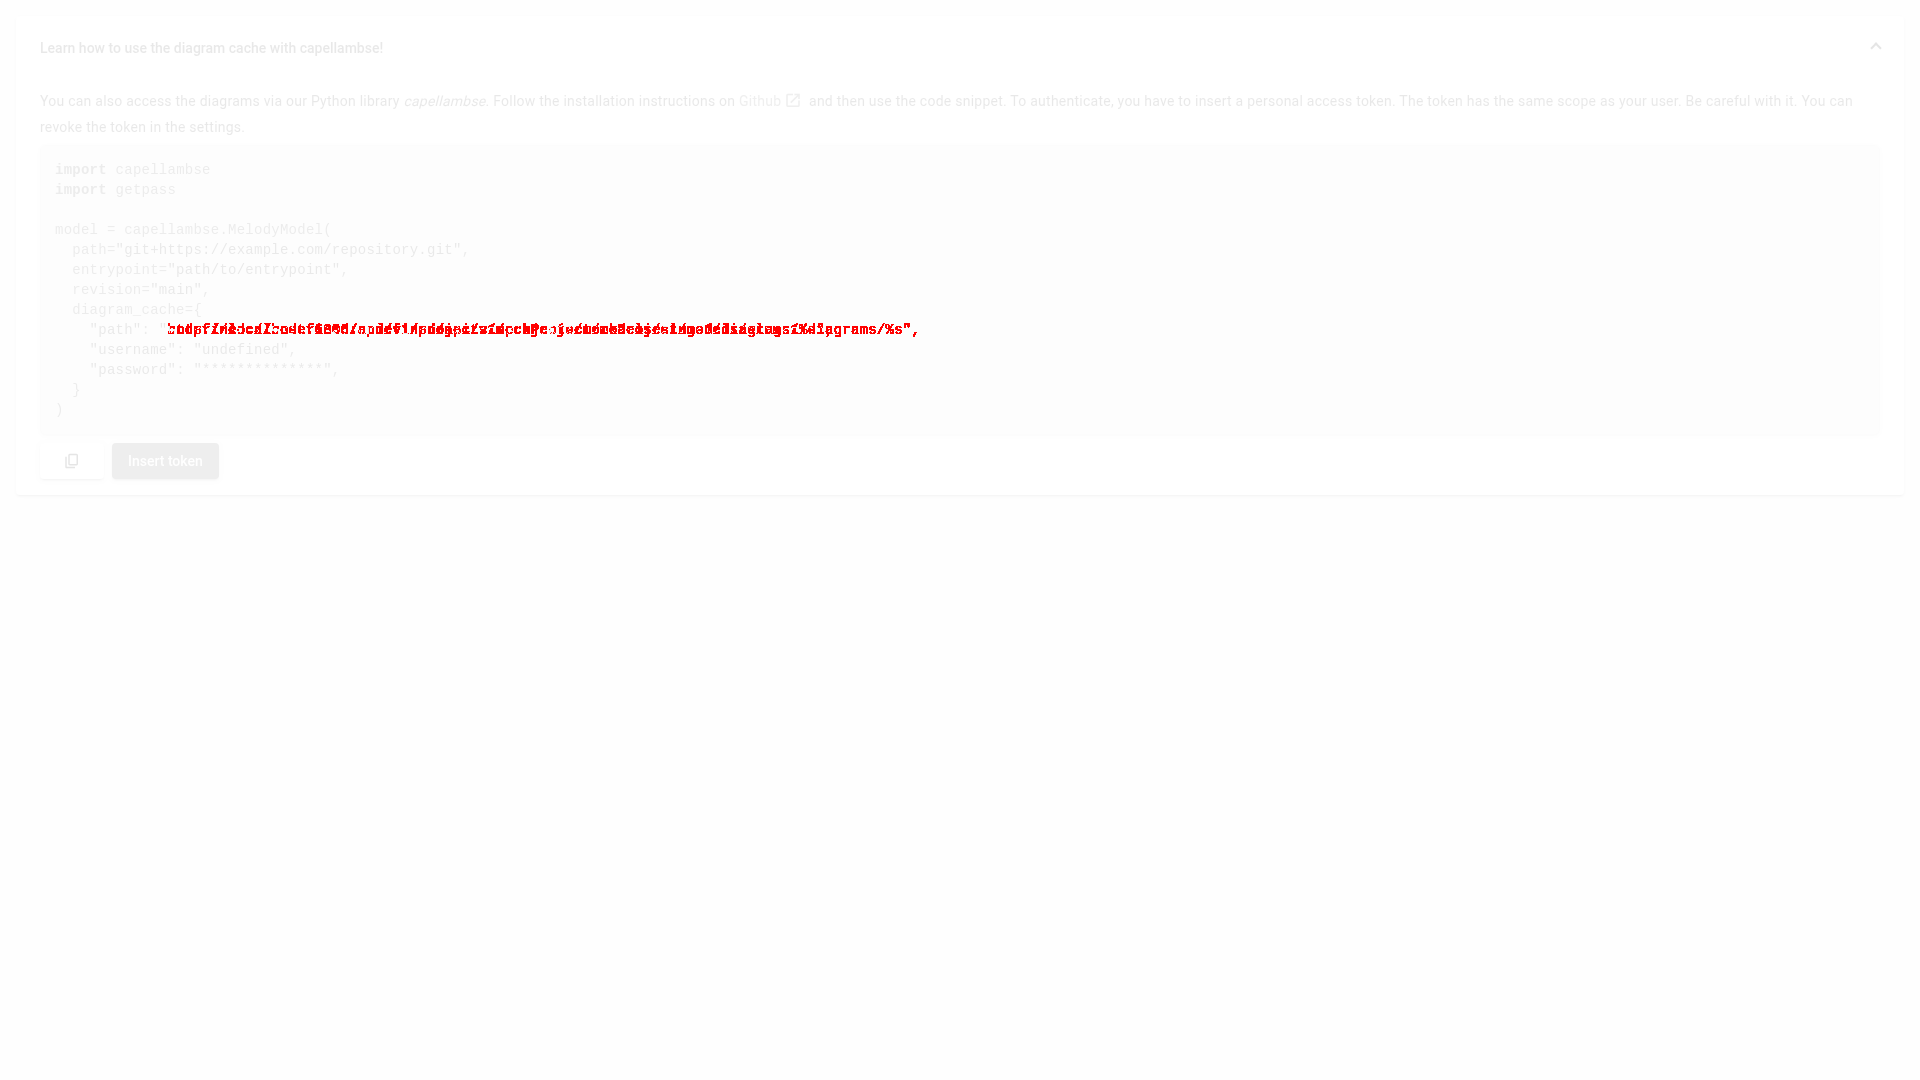 Learn how to use the diagram cache with capellambse!
You can also access the diagrams via our Python library capellambse. Follow the installation instructions on Github and then use the code snippet. To authenticate, you have to insert a personal access token. The token has the same scope as your user. Be careful with it. You can
revoke the token in the settings.
import capellambse
import getpass
model = capellambse.MelodyModel(
path="git+https://example.com/repository.git",
entrypoint="path/to/entrypoint",
revision="main",
diagram_cache={
"path": "
"username": "undefined",
"password": "**************",
}
)
Insert token